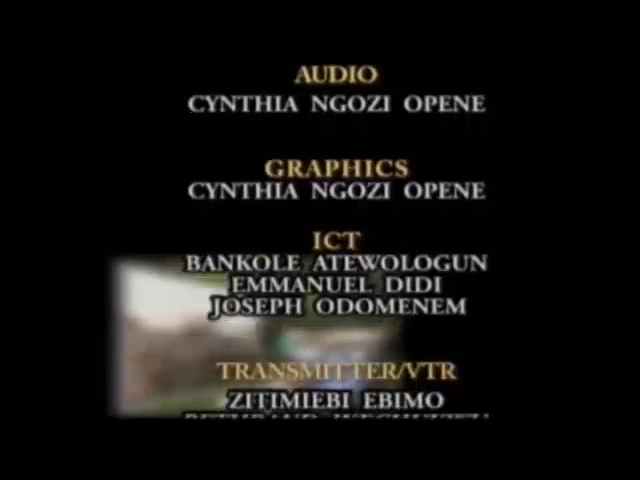 AUDIO
CYNTHIA NGOZI OPENE
GRAPHICS
CYNTHIA NGOZI OPENE
ICT
BANKOLE ATEWOLOGUN
EMMANUEL DIDI
JOSEPH ODOMENEM
TRANSMITTER/VTR
ZITIMIEBI EBIMO